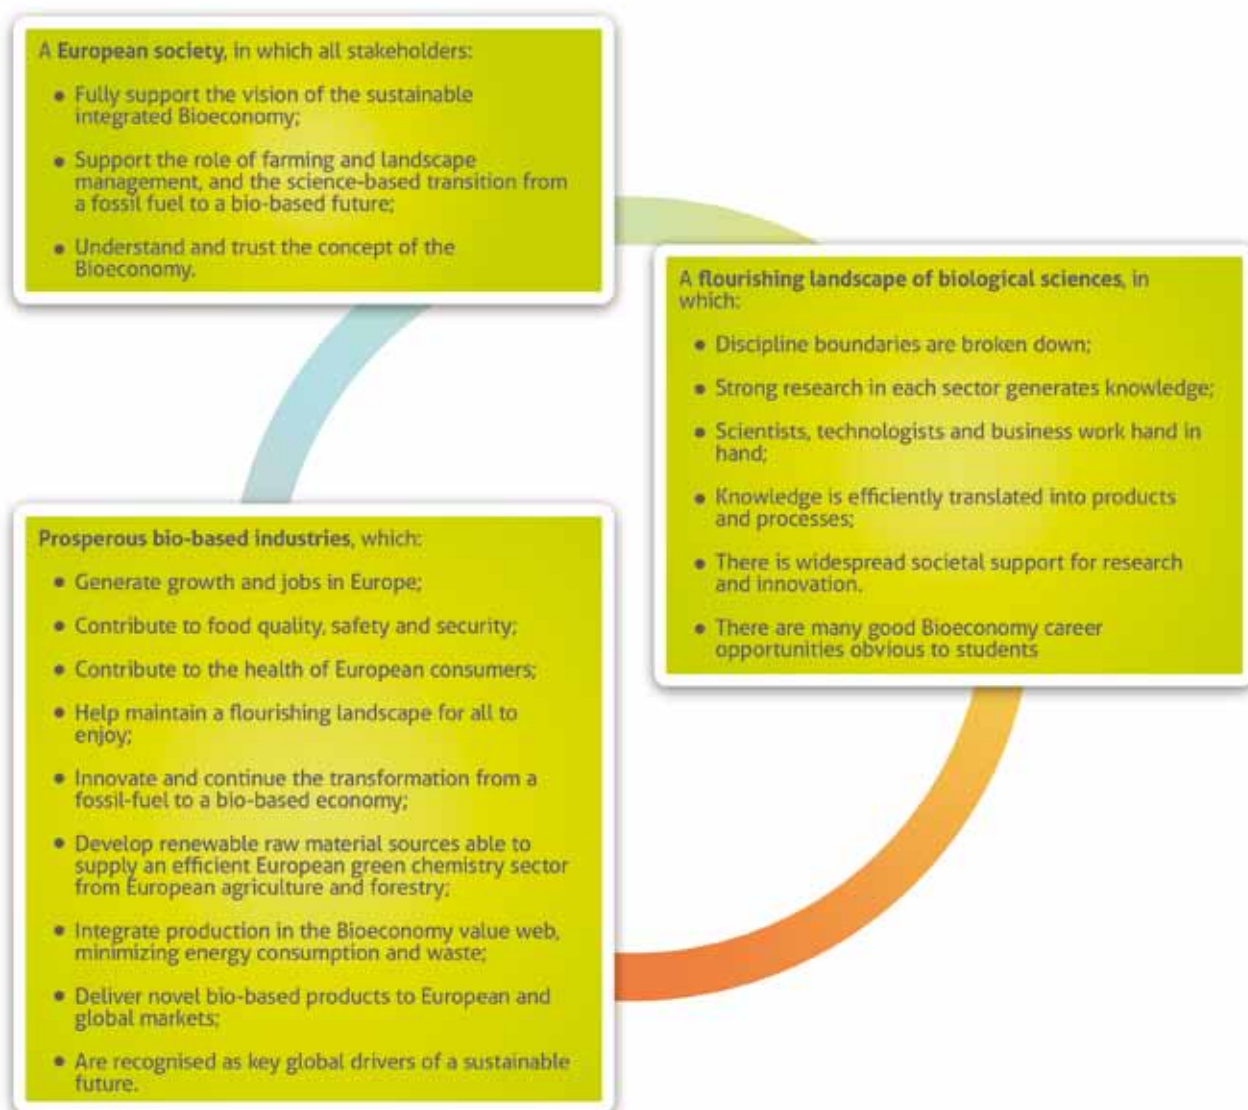 A European society, in which all stakeholders:
● Fully support the vision of the sustainable
integrated Bioeconomy;
● Support the role of farming and landscape
management, and the science-based transition from
a fossil fuel to a bio-based future;
● Understand and trust the concept of the
Bioeconomy.
A flourishing landscape of biological sciences, in
which:
● Discipline boundaries are broken down;
● Strong research in each sector generates knowledge;
● Scientists, technologists and business work hand in
hand;
● Knowledge is efficiently translated into products
and processes;
● There is widespread societal support for research
and innovation.
● There are many good Bioeconomy career
opportunities obvious to students
Prosperous bio-based industries, which:
● Generate growth and jobs in Europe;
● Contribute to food quality, safety and security;
● Contribute to the health of European consumers;
● Help maintain a flourishing landscape for all to
enjoy;
● Innovate and continue the transformation from a
fossil-fuel to a bio-based economy;
● Develop renewable raw material sources able to
supply an efficient European green chemistry sector
from European agriculture and forestry;
● Integrate production in the Bioeconomy value web,
minimizing energy consumption and waste;
● Deliver novel bio-based products to European and
global markets;
● Are recognised as key global drivers of a sustainable
future.